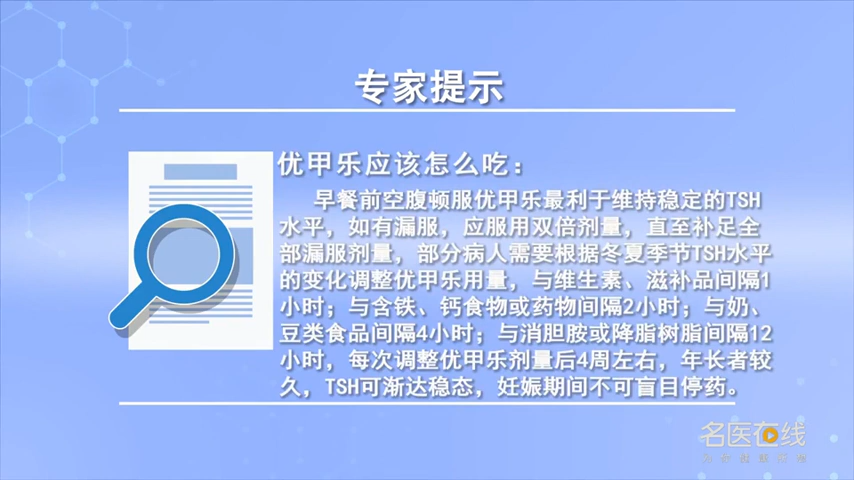 专家提示
优甲乐应该怎么吃：
早餐前空腹顿服优甲乐最利于维持稳定的TSH
水平，如有漏服，应服用双倍剂量，直至补足全
部漏服剂量，部分病人需要根据冬夏季节TSH水平
的变化调整优甲乐用量，与维生素、滋补品间隔1
小时；与含铁、钙食物或药物间隔2小时；与奶、
豆类食品间隔4小时；与消胆胺或降脂树脂间隔12
小时，每次调整优甲乐剂量后4周左右，年长者较
久，TSH可渐达稳态，妊娠期间不可盲目停药。
名医在线